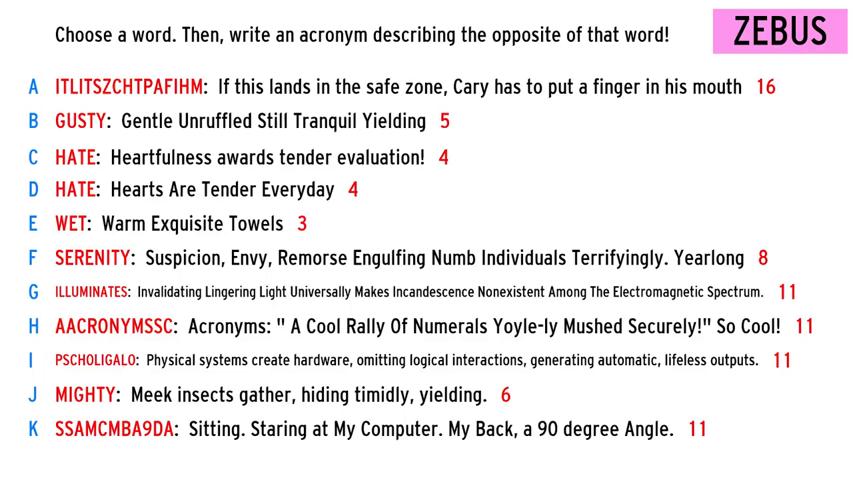 Choose a word. Then, write an acronym describing the opposite of that word!
ZEBUS
A ITLITSZCHTPAFIHM: If this lands in the safe zone, Cary has to put a finger in his mouth 16
B GUSTY: Gentle Unruffled Still Tranquil Yielding 5
C HATE: Heartfulness awards tender evaluation! 4
D HATE: Hearts Are Tender Everyday 4
E WET: Warm Exquisite Towels 3
F SERENITY: Suspicion, Envy, Remorse Engulfing Numb Individuals Terrifyingly. Yearlong 8
G ILLUMINATES: Invalidating Lingering Light Universally Makes Incandescence Nonexistent Among The Electromagnetic Spectrum. 11
H AACRONYMSSC: Acronyms: " A Cool Rally Of Numerals Yoyle-ly Mushed Securely!" So Cool! 11
I PSCHOLIGALO: Physical systems create hardware, omitting logical interactions, generating automatic, lifeless outputs. 11
J MIGHTY: Meek insects gather, hiding timidly, yielding. 6
K SSAMCMBA9DA: Sitting. Staring at My Computer. My Back, a 90 degree Angle. 11